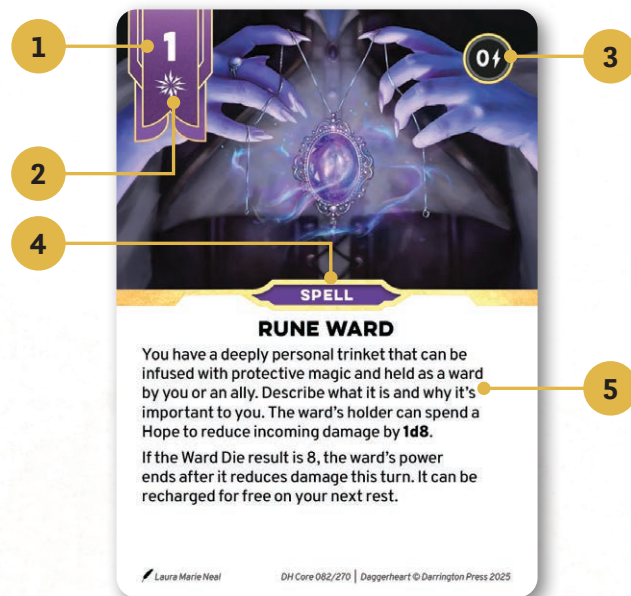 1
1
0
3
2
4
SPELL
RUNE WARD
You have a deeply personal trinket that can be
infused with protective magic and held as a ward
by you or an ally. Describe what it is and why it's
important to you. The ward's holder can spend a
Hope to reduce incoming damage by 1d8.
5
If the Ward Die result is 8, the ward's power
ends after it reduces damage this turn. It can be
recharged for free on your next rest.
Laura Marie Neal
DH Core 082/270 | Daggerheart © Darrington Press 2025